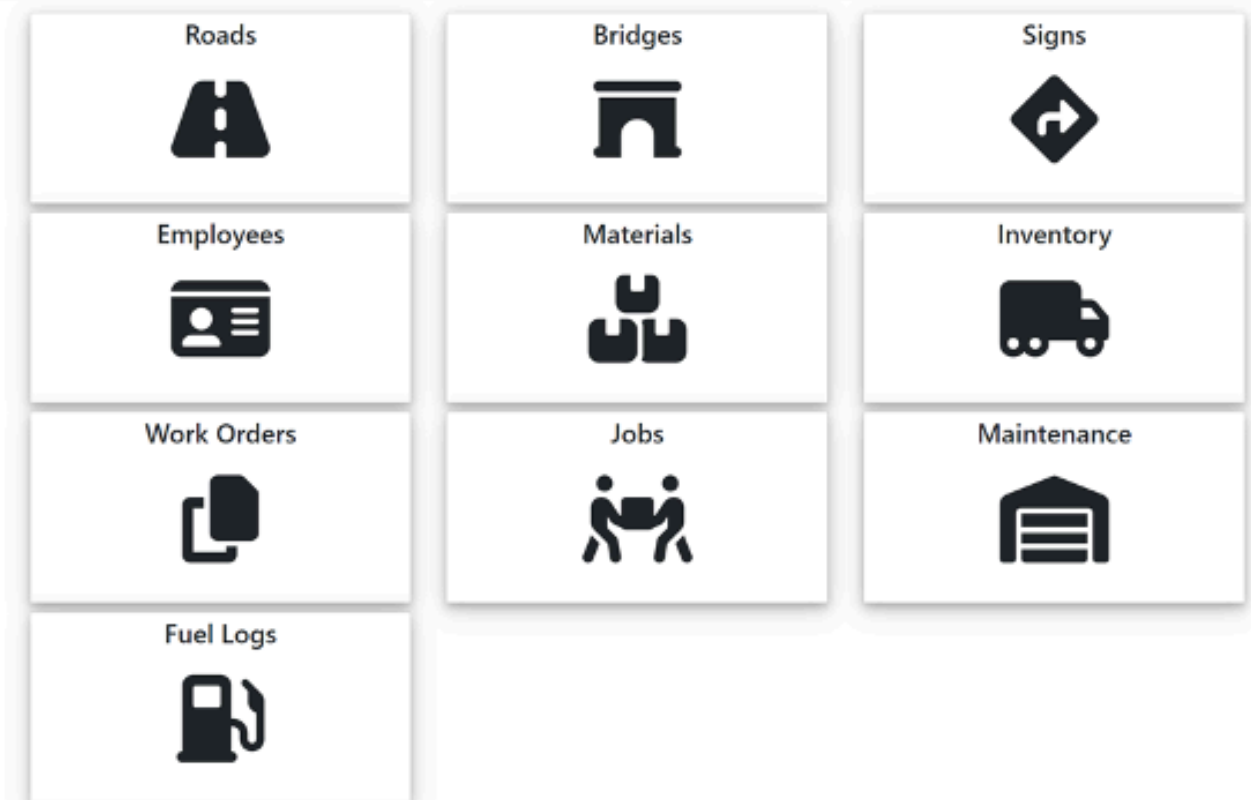 Roads
Bridges
Signs
Employees
Materials
Inventory
Work Orders
Jobs
Maintenance
Fuel Logs